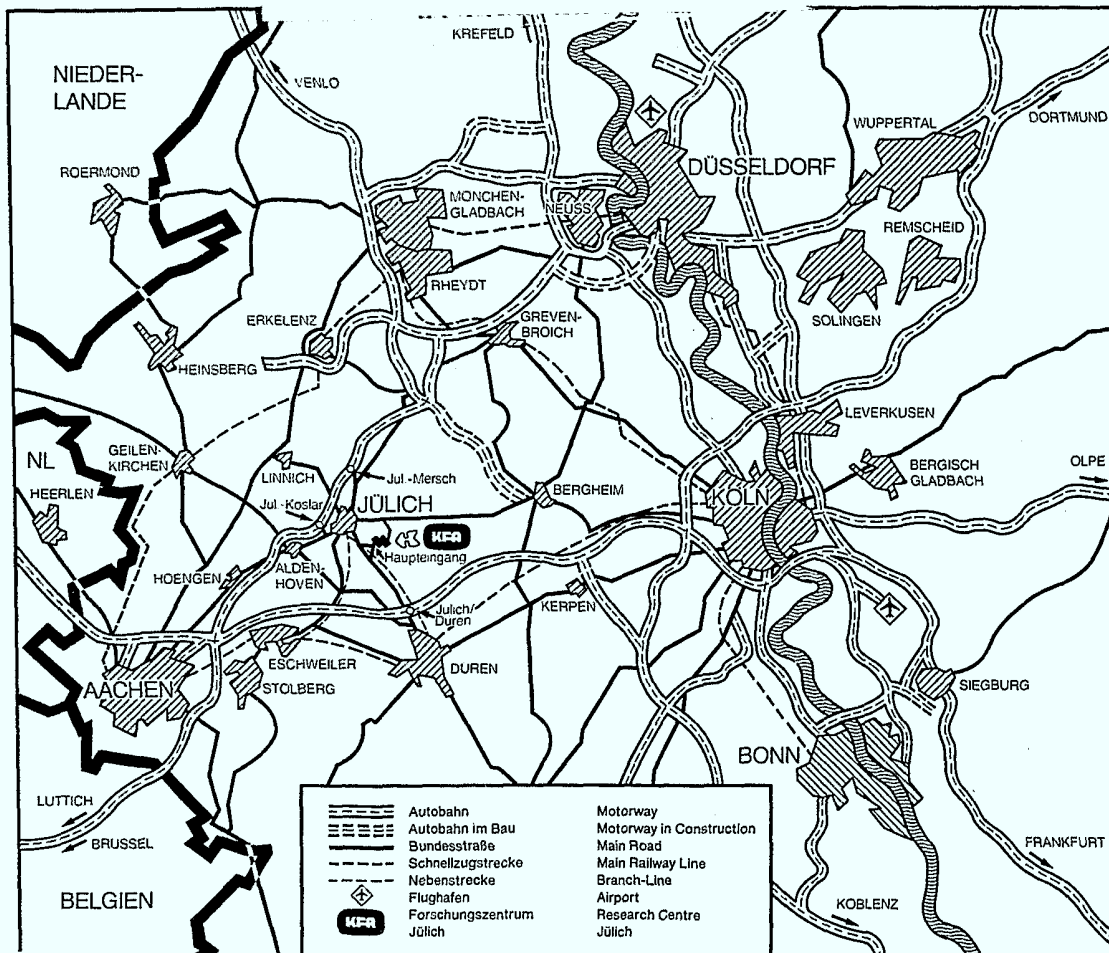 KREFELD
NIEDER-
LANDE
VENLO
DORTMUND
WUPPERTAL
DÜSSELDORF
ROERMOND
MÖNCHEN-
GLADBACH
NEUSS
REMSCHEID
RHEYDT
GREVEN-
BROICH
ERKELENZ
SOLINGEN
HEINSBERG
LEVERKUSEN
GEILEN-
KIRCHEN
NL
HEERLEN
LINNICH
Jul.-Mersch
BERGISCH
GLADBACH
OLPE
JÜLICH
BERGHEIM
KÖLN
Jul.-Koslar
KFA
Haupteingang
HOENGEN
ALDEN-
HOVEN
KERPEN
Julich/
Duren
ESCHWEILER
DUREN
AACHEN
STOLBERG
SIEGBURG
BONN
LUTTICH
BRUSSEL
FRANKFURT
BELGIEN
KOBLENZ
Autobahn Motorway
Autobahn im Bau Motorway in Construction
Bundesstraße Main Road
Schnellzugstrecke Main Railway Line
Nebenstrecke Branch-Line
Flughafen Airport
KFA Forschungszentrum Research Centre
Jülich Jülich